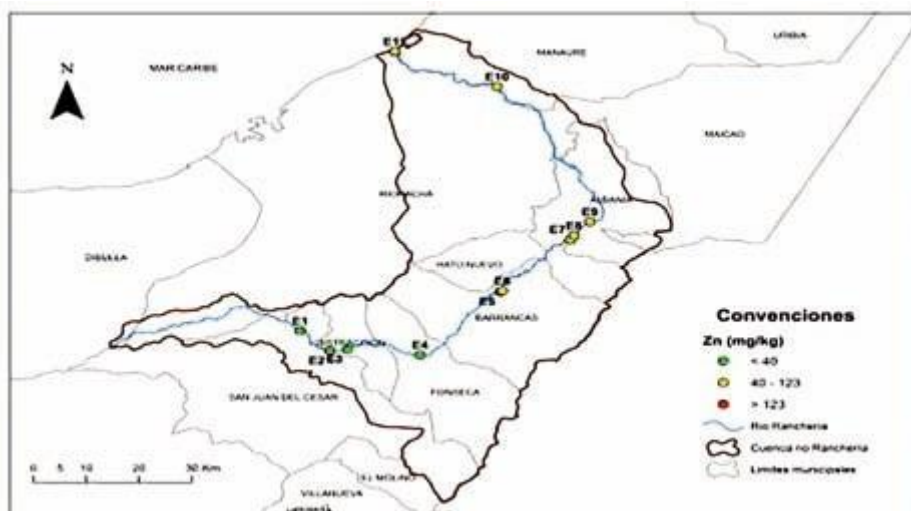 E11
MANAURE
URIBIA
MAR CARIBE
N
E10
MAICAO
RIOHACHA
ALBANIA
E9
E8
E7
DIBULLA
HATONUEVO
E6
E5
BARRANCAS
Convenciones
E1
Zn (mg/kg)
DISTRACCION
E4
< 40
E2
E3
40 - 123
FONSECA
SAN JUAN DEL CESAR
> 123
Rio Rancheria
Cuenca rio Rancheria
0 5 10 20 30 Km
Limites municipales
EL MOLINO
VILLANUEVA